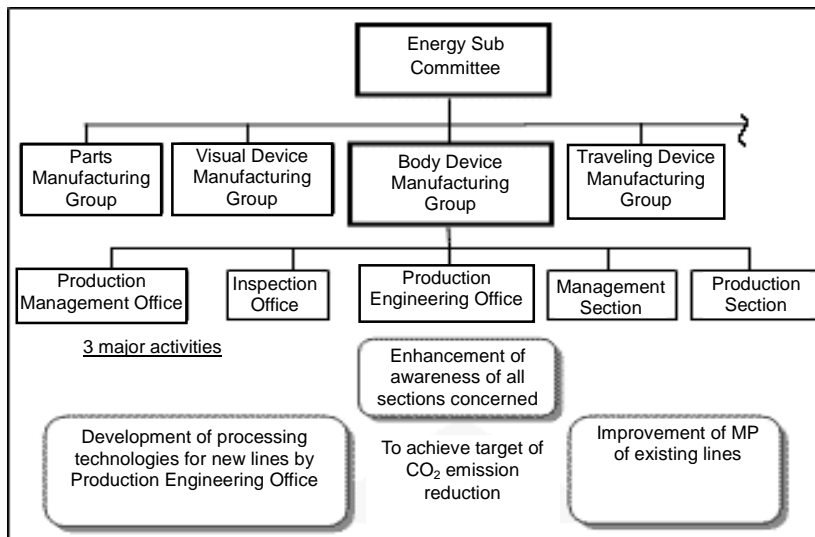 Energy Sub
Committee
Parts
Manufacturing
Group
Visual Device
Manufacturing
Group
Body Device
Manufacturing
Group
Traveling Device
Manufacturing
Group
Production
Management Office
Inspection
Office
Production
Engineering Office
Management
Section
Production
Section
3 major activities
Enhancement of
awareness of all
sections concerned
Development of processing
technologies for new lines by
Production Engineering Office
To achieve target of
CO₂ emission
reduction
Improvement of MP
of existing lines